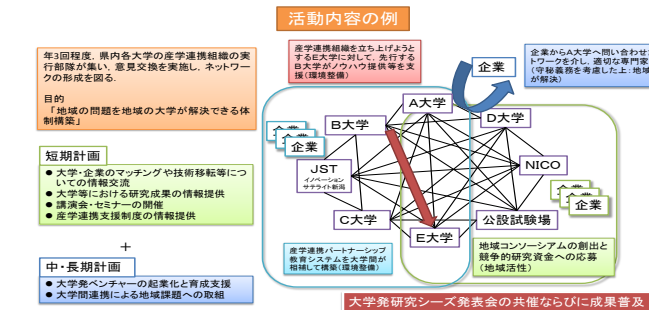 活動内容の例
年3回程度，県内各大学の産学連携組織の実
行部隊が集い，意見交換を実施し，ネットワー
クの形成を図る．
目的
「地域の問題を地域の大学が解決できる体
制構築」
短期計画
● 大学・企業のマッチングや技術移転等につ
いての情報交流
● 大学等における研究成果の情報提供
● 講演会・セミナーの開催
● 産学連携支援制度の情報提供
＋
中・長期計画
● 大学発ベンチャーの起業化と育成支援
● 大学間連携による地域課題への取組
産学連携組織を立ち上げようと
するE大学に対して，先行する
B大学がノウハウ提供等を支
援（環境整備）
企業
企業からA大学へ問い合わせ
トワークを介し，適切な専門家
（守秘義務を考慮した上：地域
が解決）
A大学
B大学
D大学
企業
JST
イノベーション
サテライト新潟
NICO
C大学
E大学
公設試験場
企業
産学連携パートナーシップ
教育システムを大学間が
相補して構築（環境整備）
地域コンソーシアムの創出と
競争的研究資金への応募
（地域活性）
大学発研究シーズ発表会の共催ならびに成果普及